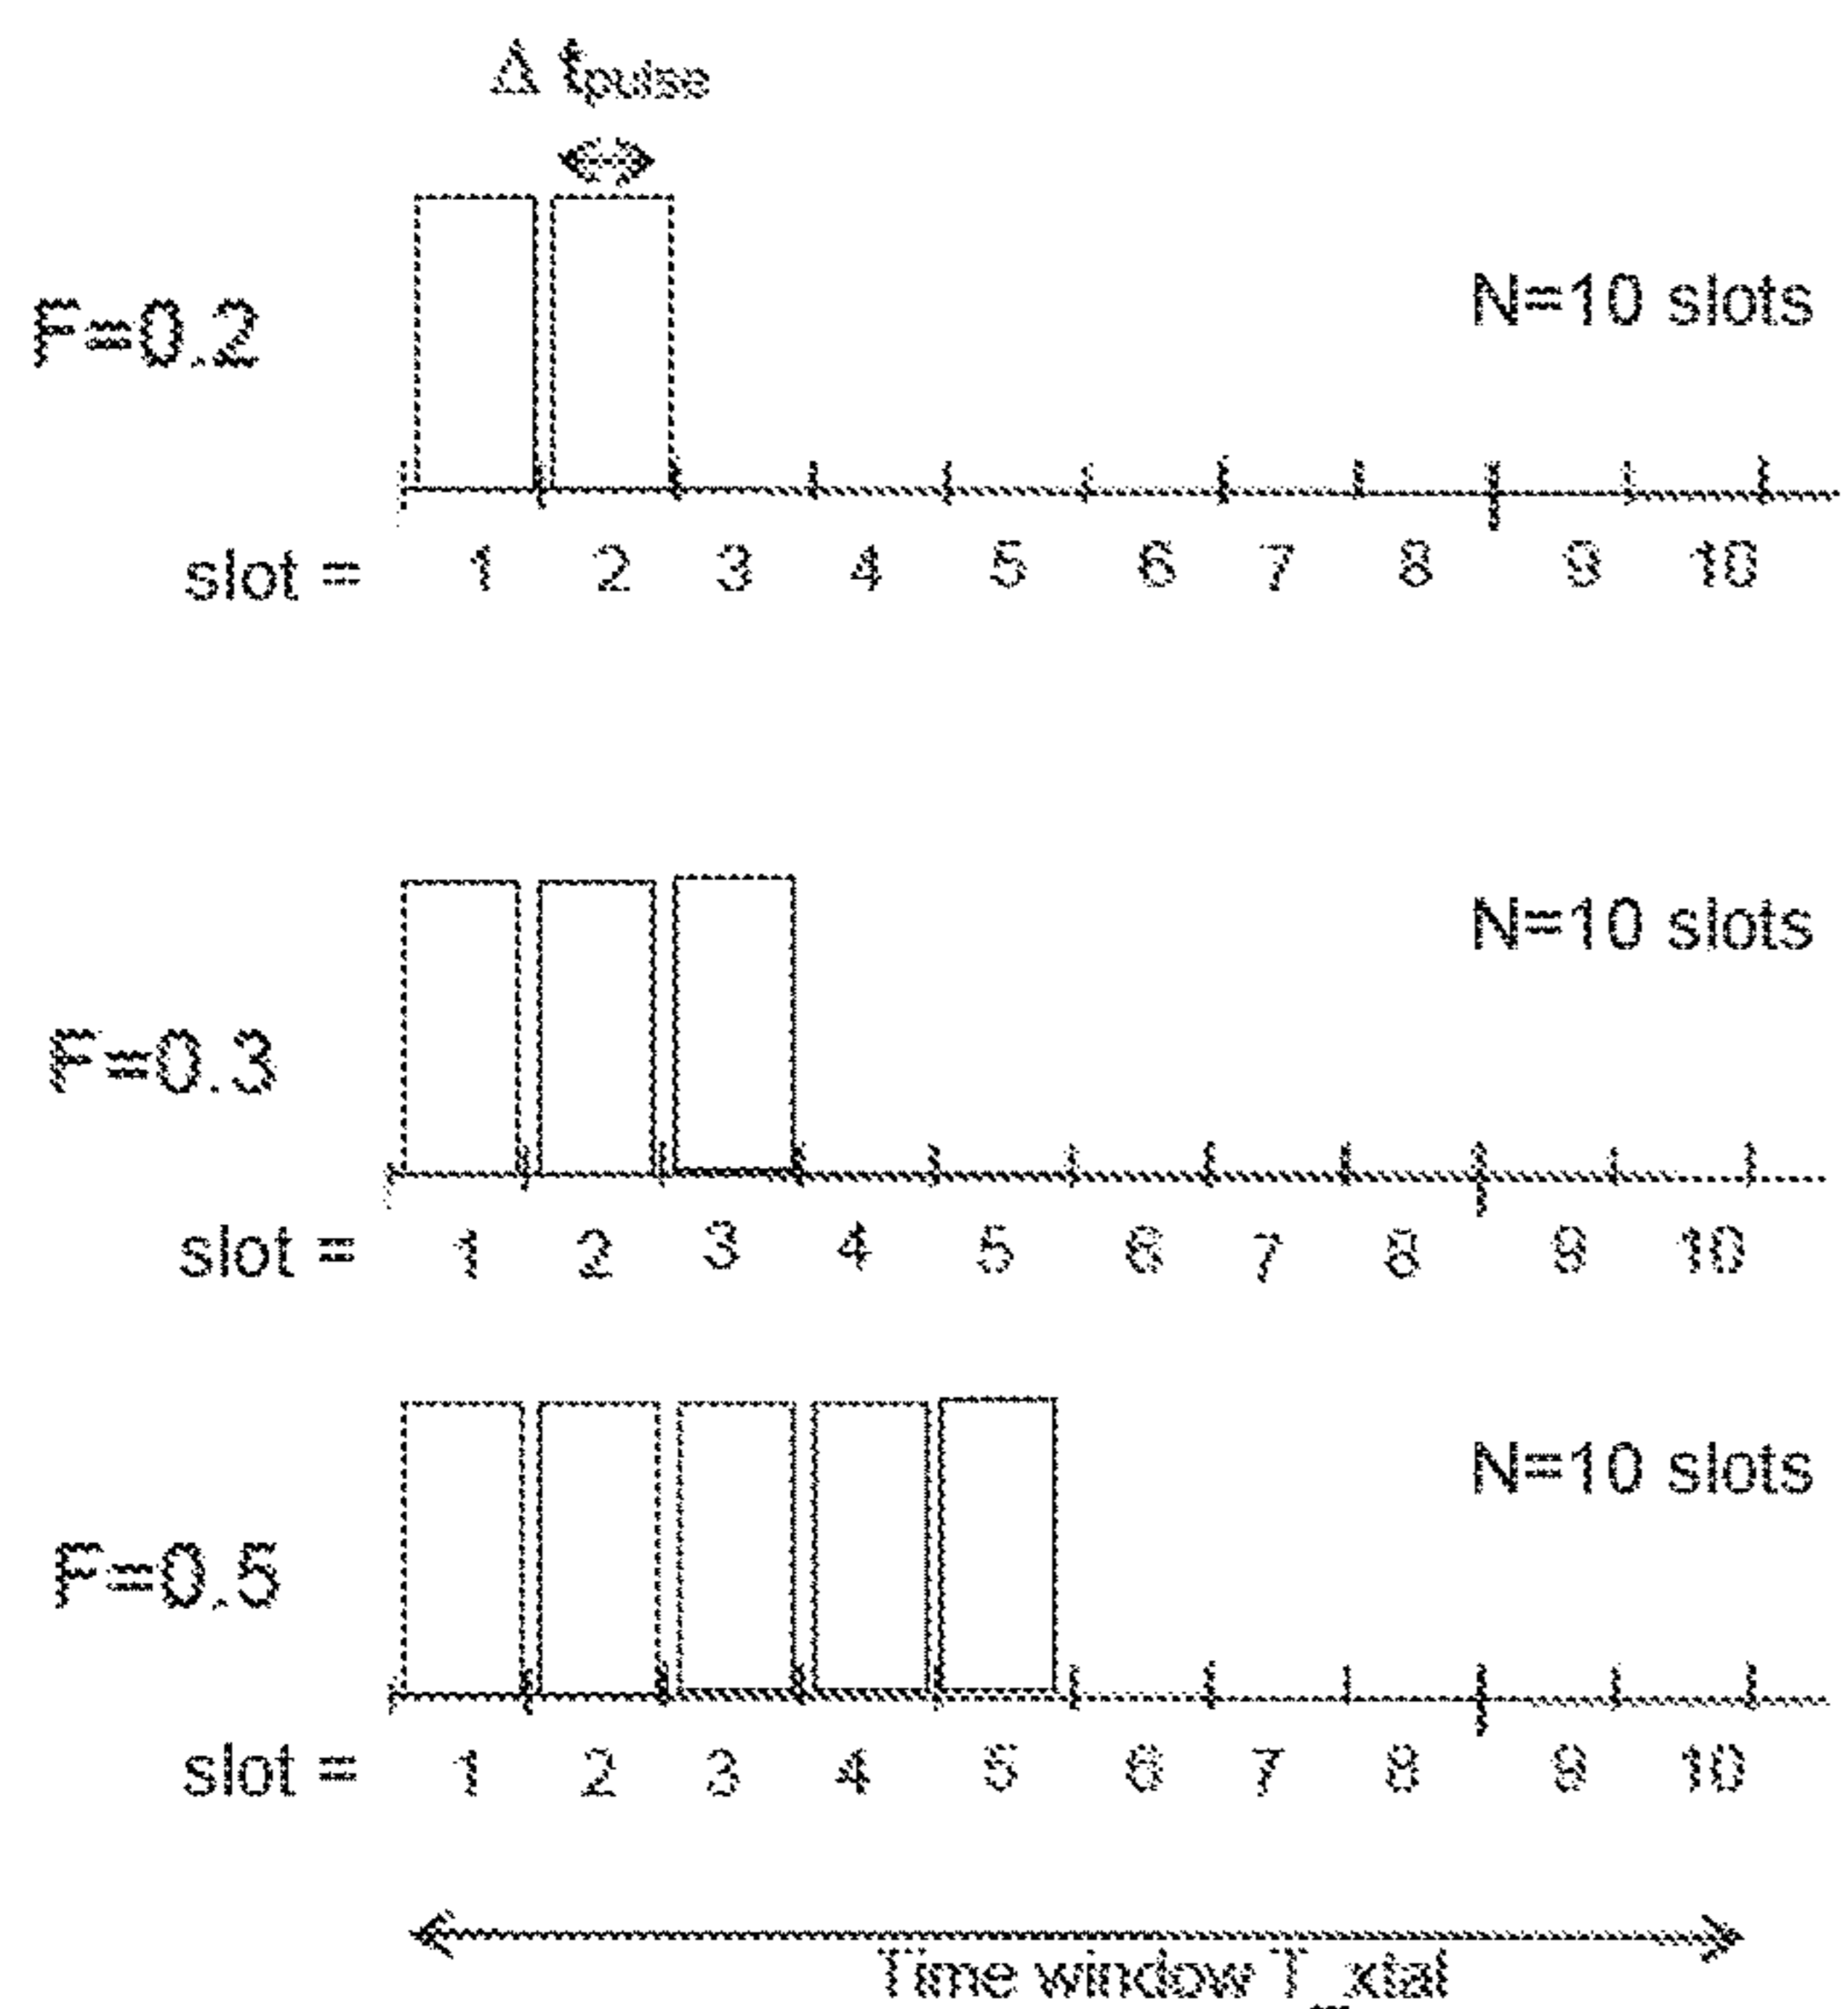 Δ tpulse
F=0.2
N=10 slots
slot = 1 2 3 4 5 6 7 8 9 10
N=10 slots
F=0.3
slot = 1 2 3 4 5 6 7 8 9 10
N=10 slots
F=0.5
slot = 1 2 3 4 5 6 7 8 9 10
Time window T_xtal